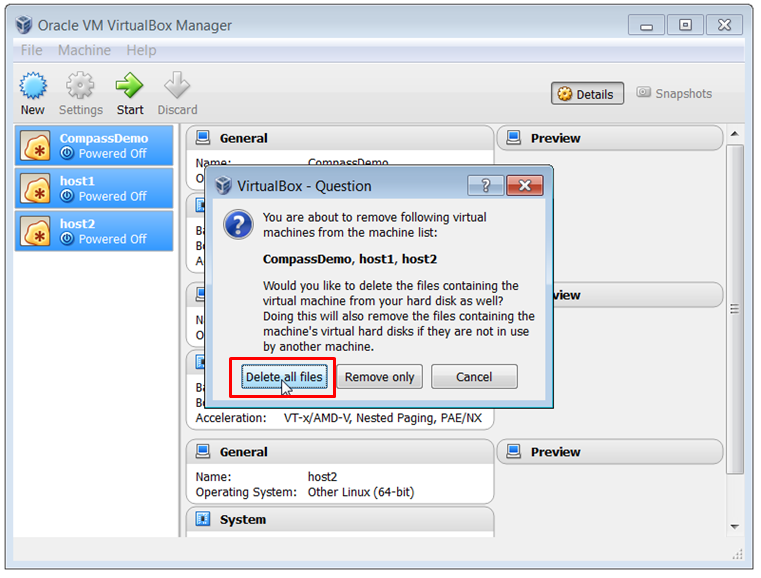 Oracle VM VirtualBox Manager
File Machine Help
New Settings Start Discard
Details Snapshots
CompassDemo
Powered Off
host1
Powered Off
host2
Powered Off
General
Preview
Name: CompassDemo
VirtualBox - Question
You are about to remove following virtual
machines from the machine list:
CompassDemo, host1, host2
Would you like to delete the files containing the
virtual machine from your hard disk as well?
Doing this will also remove the files containing the
machine's virtual hard disks if they are not in use
by another machine.
Delete all files Remove only Cancel
Acceleration: VT-x/AMD-V, Nested Paging, PAE/NX
General
Preview
Name: host2
Operating System: Other Linux (64-bit)
System